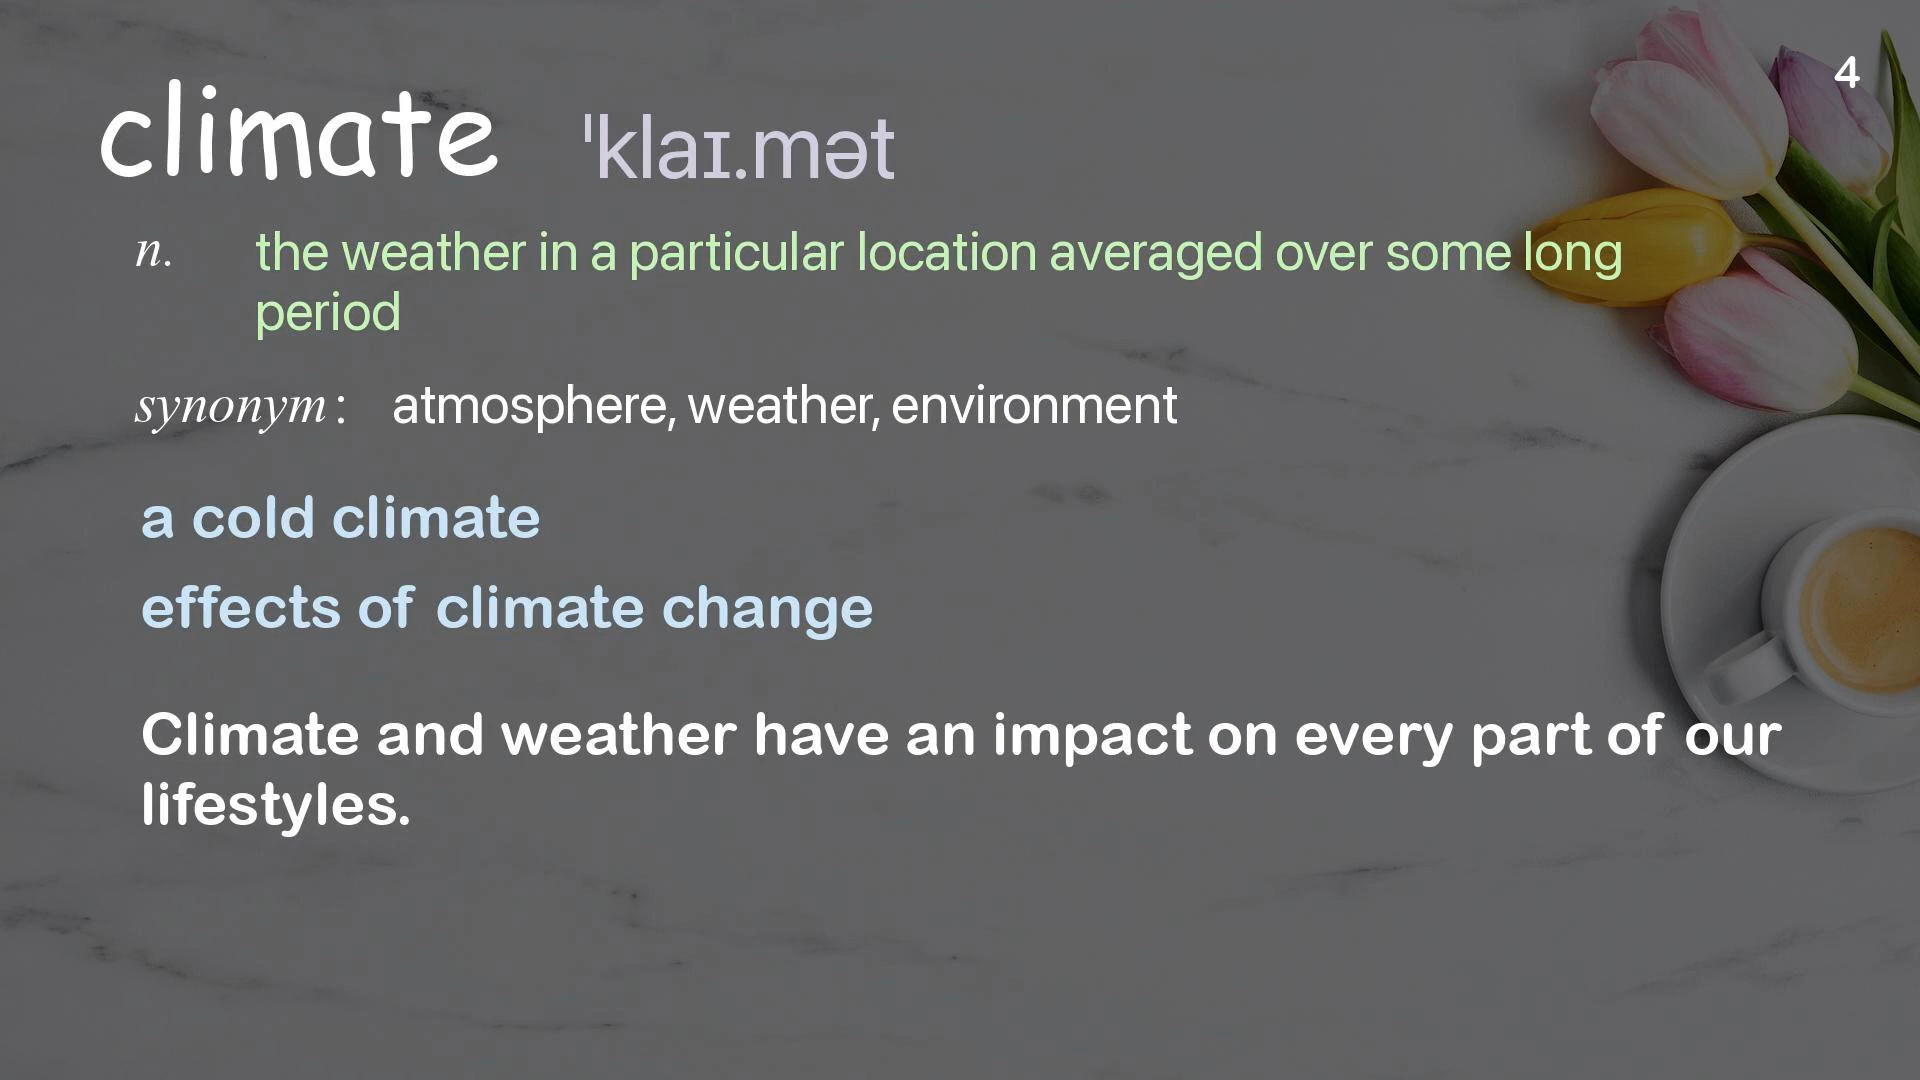 4
climate ˈklaɪ.mət
n. the weather in a particular location averaged over some long
period
synonym: atmosphere, weather, environment
a cold climate
effects of climate change
Climate and weather have an impact on every part of our
lifestyles.